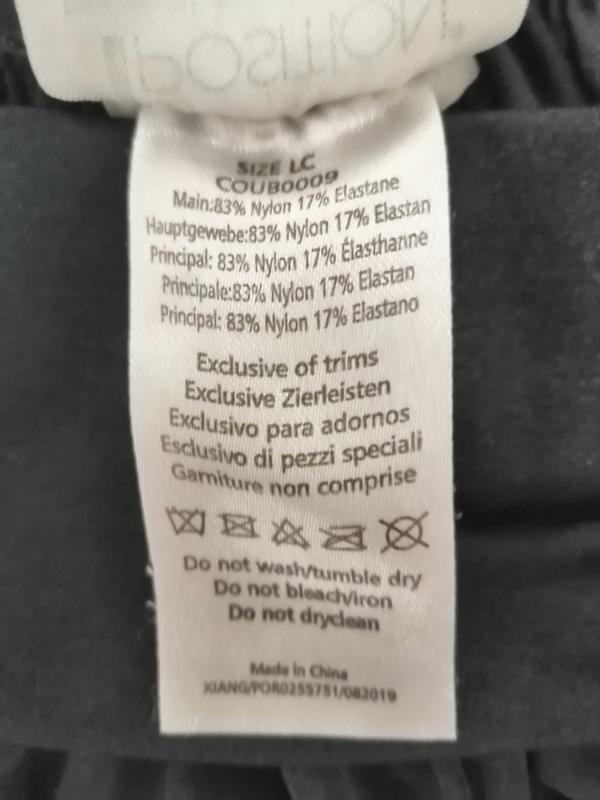 POSITION
SIZE LC
COUB0009
Main:83% Nylon 17% Elastane
Hauptgewebe:83% Nylon 17% Elastan
Principal: 83% Nylon 17% Élasthanne
Principale:83% Nylon 17% Elastan
Principal: 83% Nylon 17% Elastano
Exclusive of trims
Exclusive Zierleisten
Exclusivo para adornos
Esclusivo di pezzi speciali
Garniture non comprise
Do not wash/tumble dry
Do not bleach/iron
Do not dryclean
Made in China
XIANG/POR0255751/082019